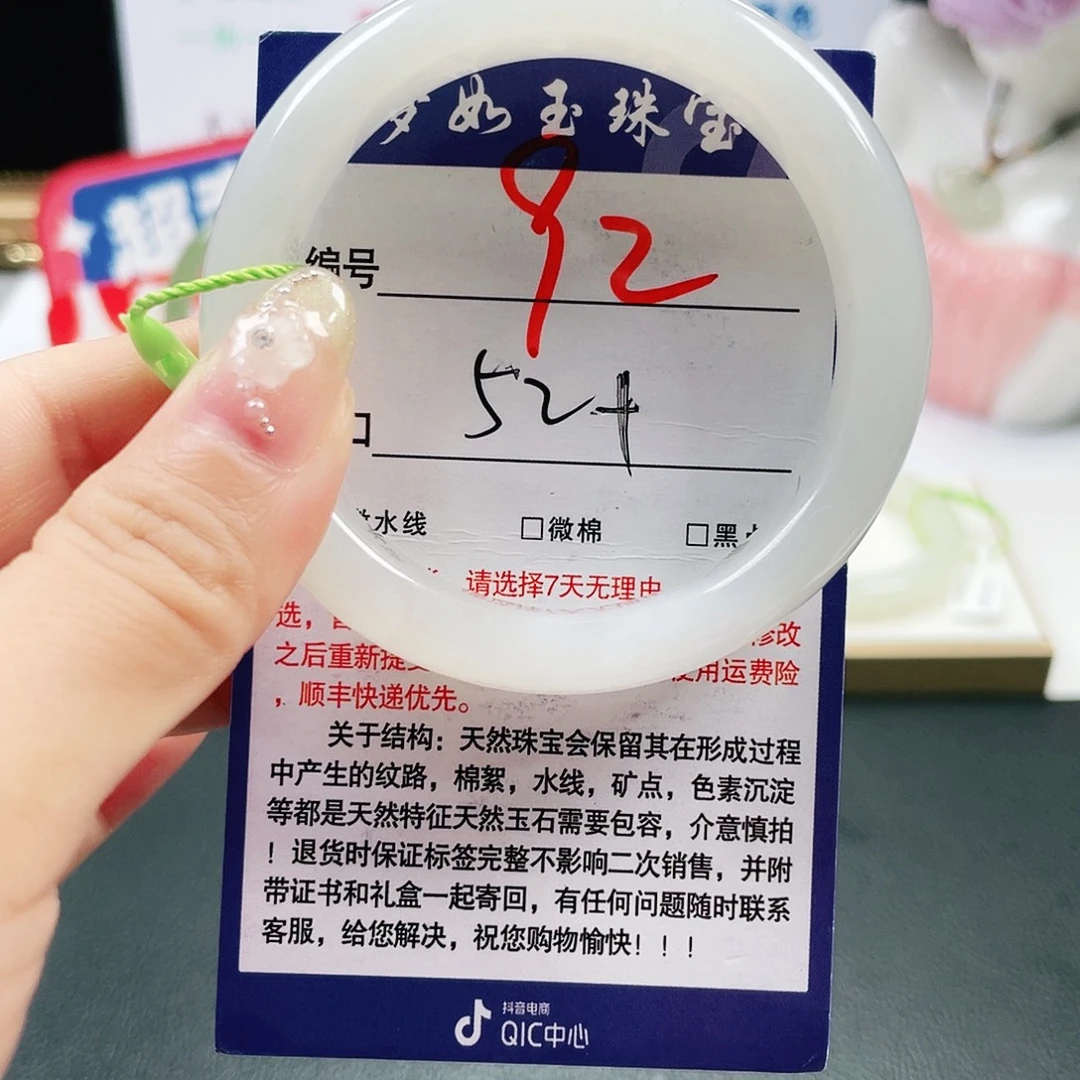 如玉珠宝
编号 92
口 52+
水线 □微棉 □黑
请选择7天无理由
选，
修改
之后重新提 使用运费险
，顺丰快递优先。
关于结构：天然珠宝会保留其在形成过程
中产生的纹路，棉絮，水线，矿点，色素沉淀
等都是天然特征天然玉石需要包容，介意慎拍
！退货时保证标签完整不影响二次销售，并附
带证书和礼盒一起寄回，有任何问题随时联系
客服，给您解决，祝您购物愉快！！！
抖音电商
QIC中心
超